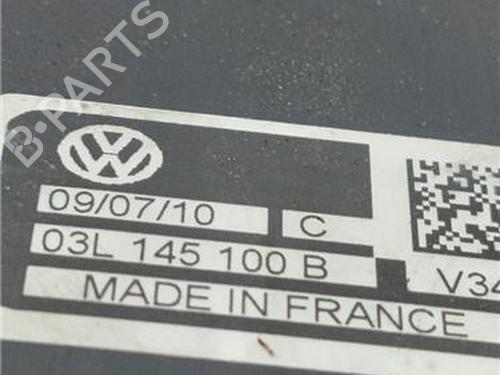 B-PARTS
09/07/10 C
03L 145 100 B
V34
MADE IN FRANCE